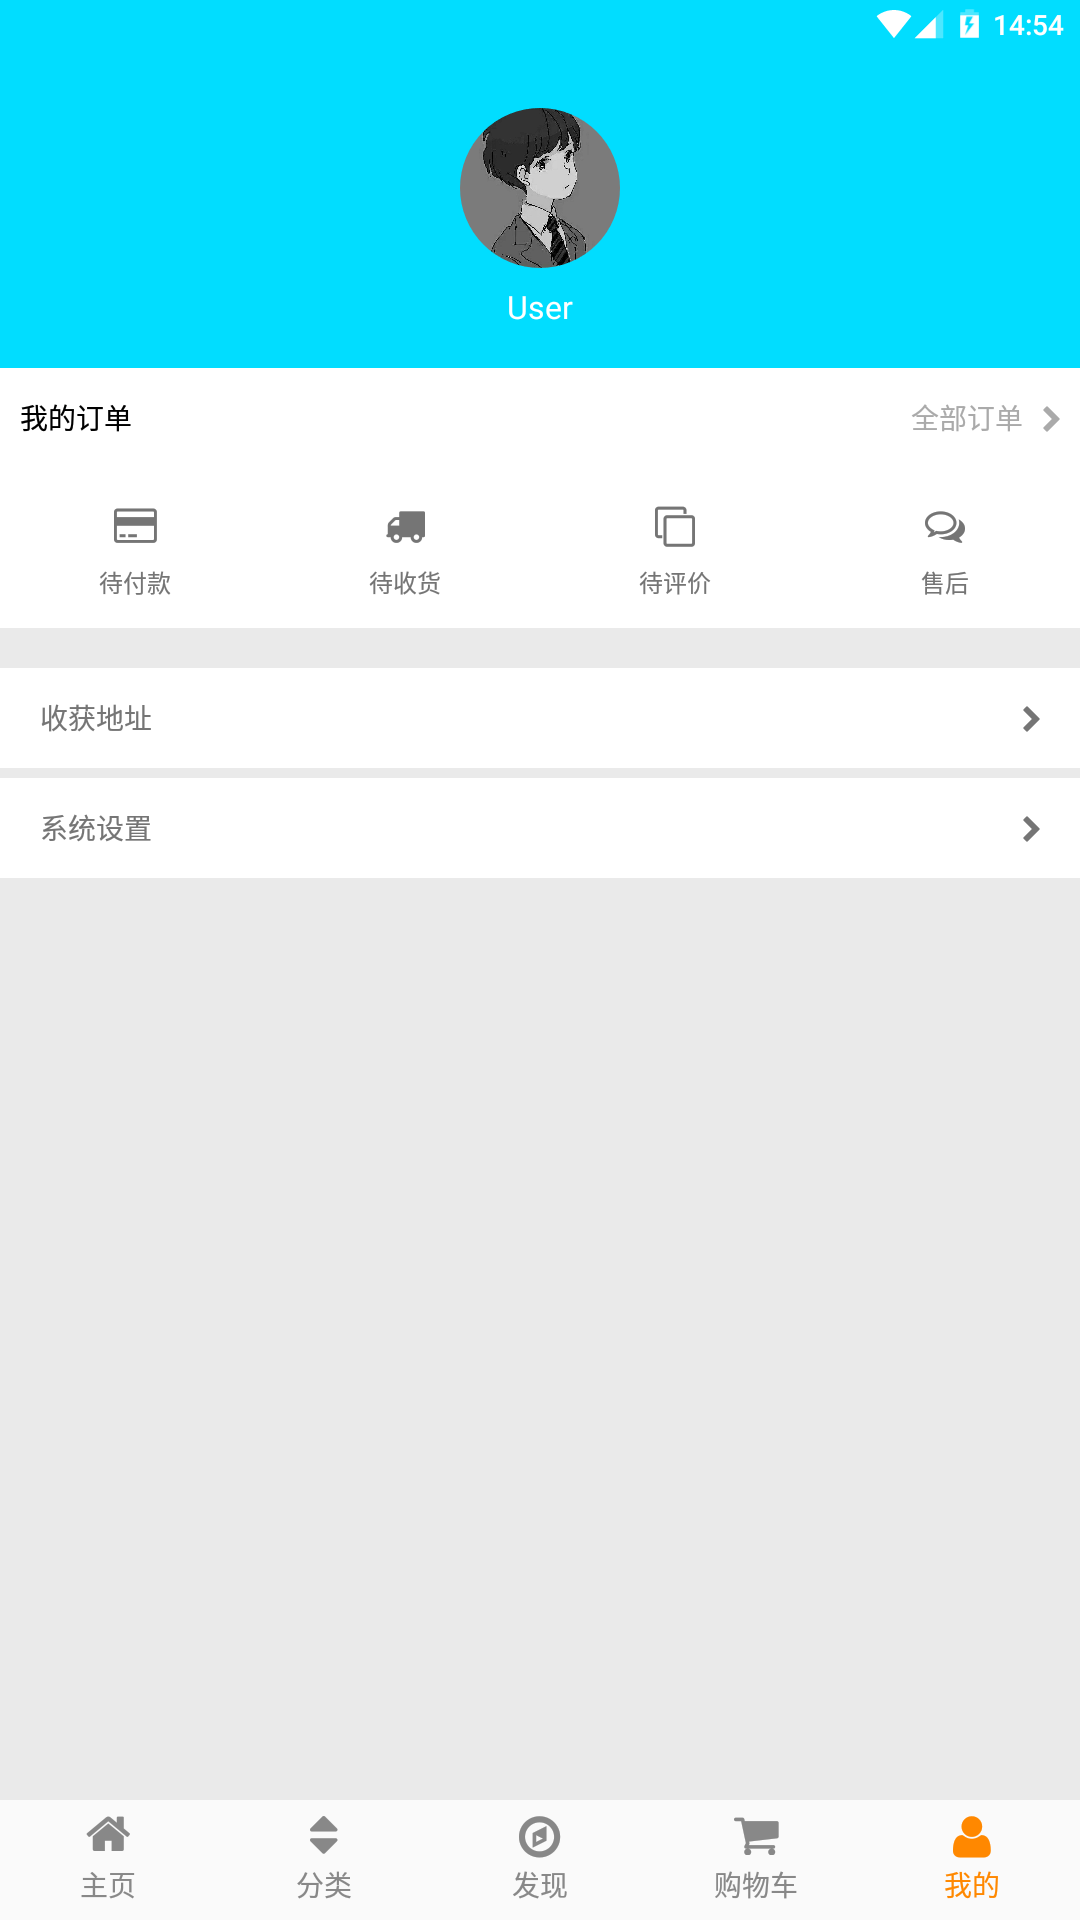 14:54
User
我的订单
全部订单
待付款
待收货
待评价
售后
收获地址
系统设置
主页
分类
发现
购物车
我的